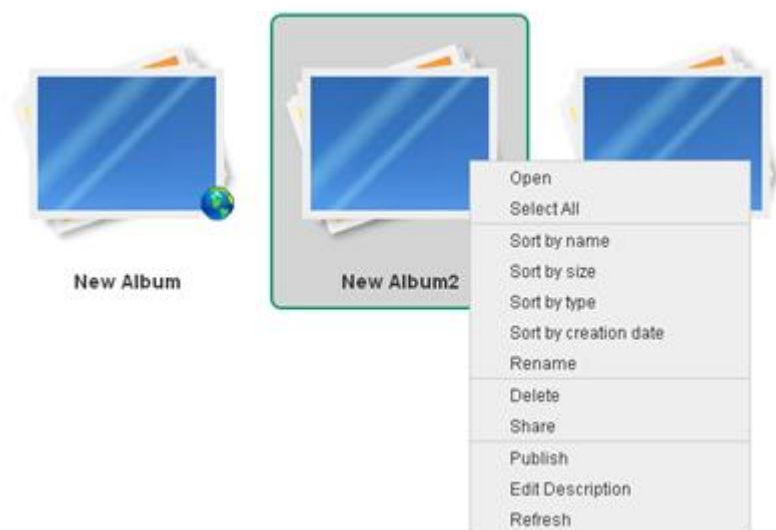 New Album
New Album2
Open
Select All
Sort by name
Sort by size
Sort by type
Sort by creation date
Rename
Delete
Share
Publish
Edit Description
Refresh